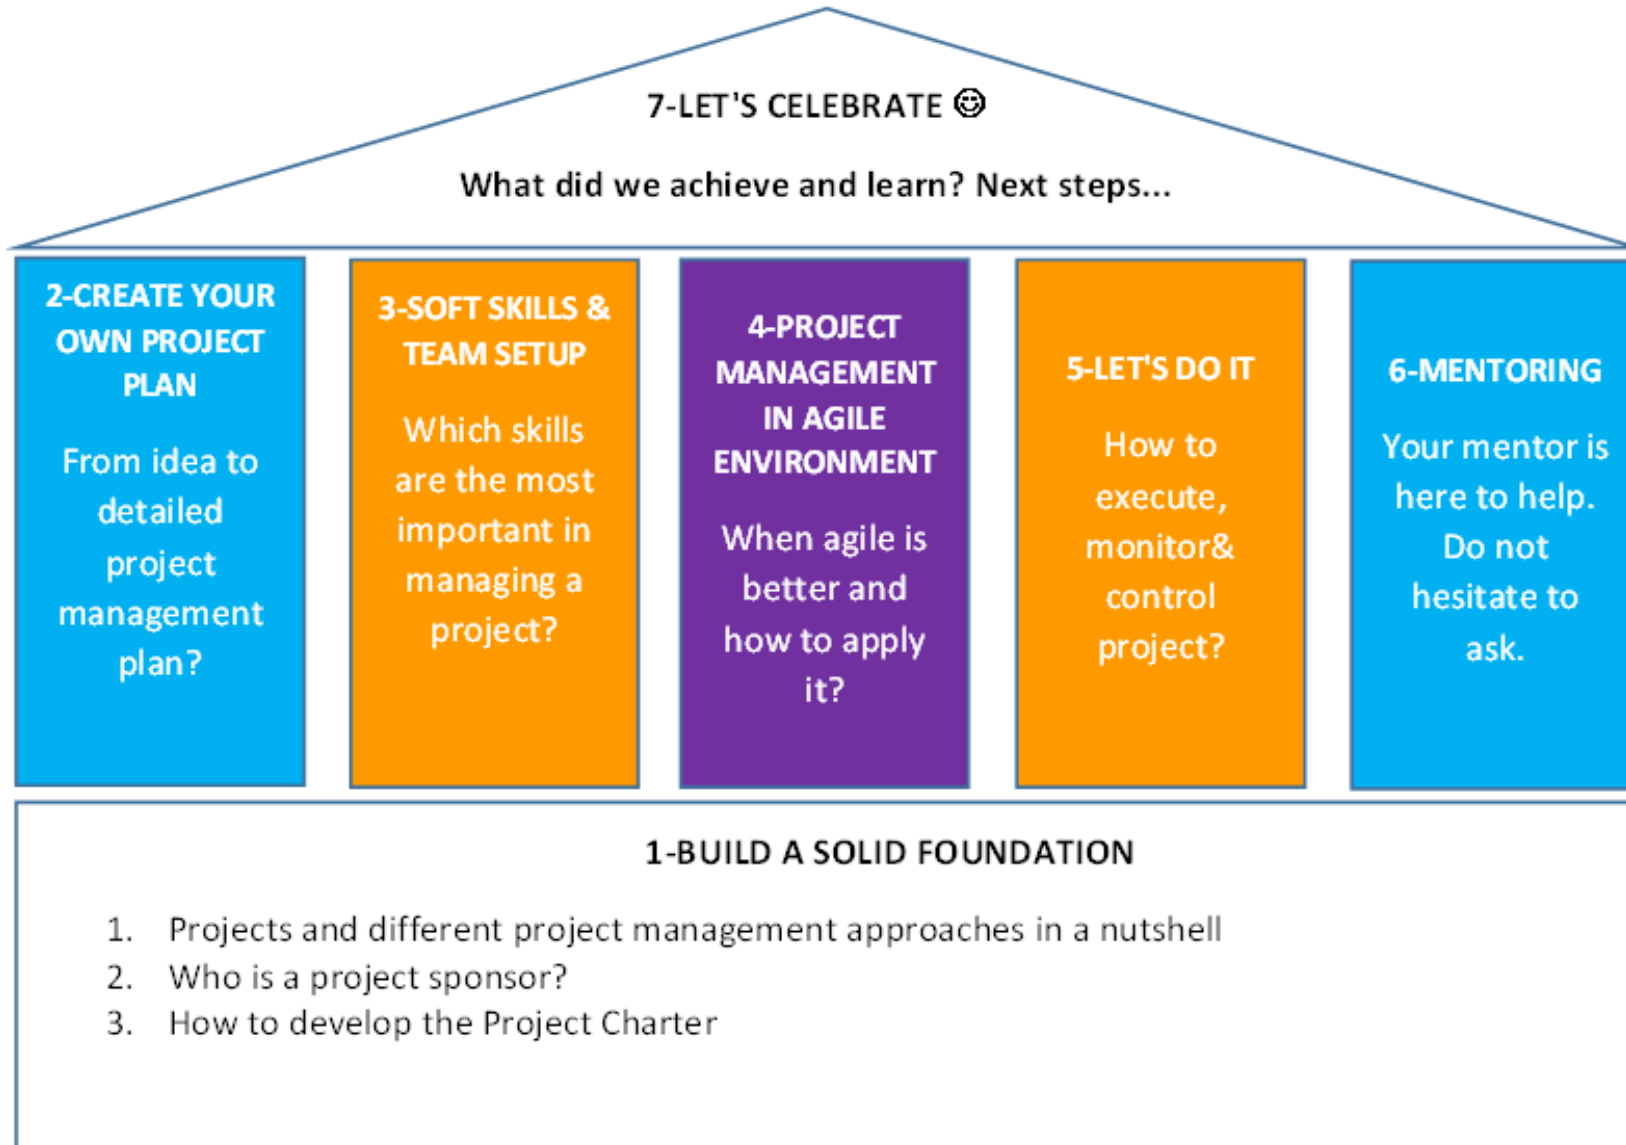 7-LET'S CELEBRATE ☺
What did we achieve and learn? Next steps...
2-CREATE YOUR
OWN PROJECT
PLAN
From idea to
detailed
project
management
plan?
3-SOFT SKILLS &
TEAM SETUP
Which skills
are the most
important in
managing a
project?
4-PROJECT
MANAGEMENT
IN AGILE
ENVIRONMENT
When agile is
better and
how to apply
it?
5-LET'S DO IT
How to
execute,
monitor&
control
project?
6-MENTORING
Your mentor is
here to help.
Do not
hesitate to
ask.
1-BUILD A SOLID FOUNDATION
1. Projects and different project management approaches in a nutshell
2. Who is a project sponsor?
3. How to develop the Project Charter